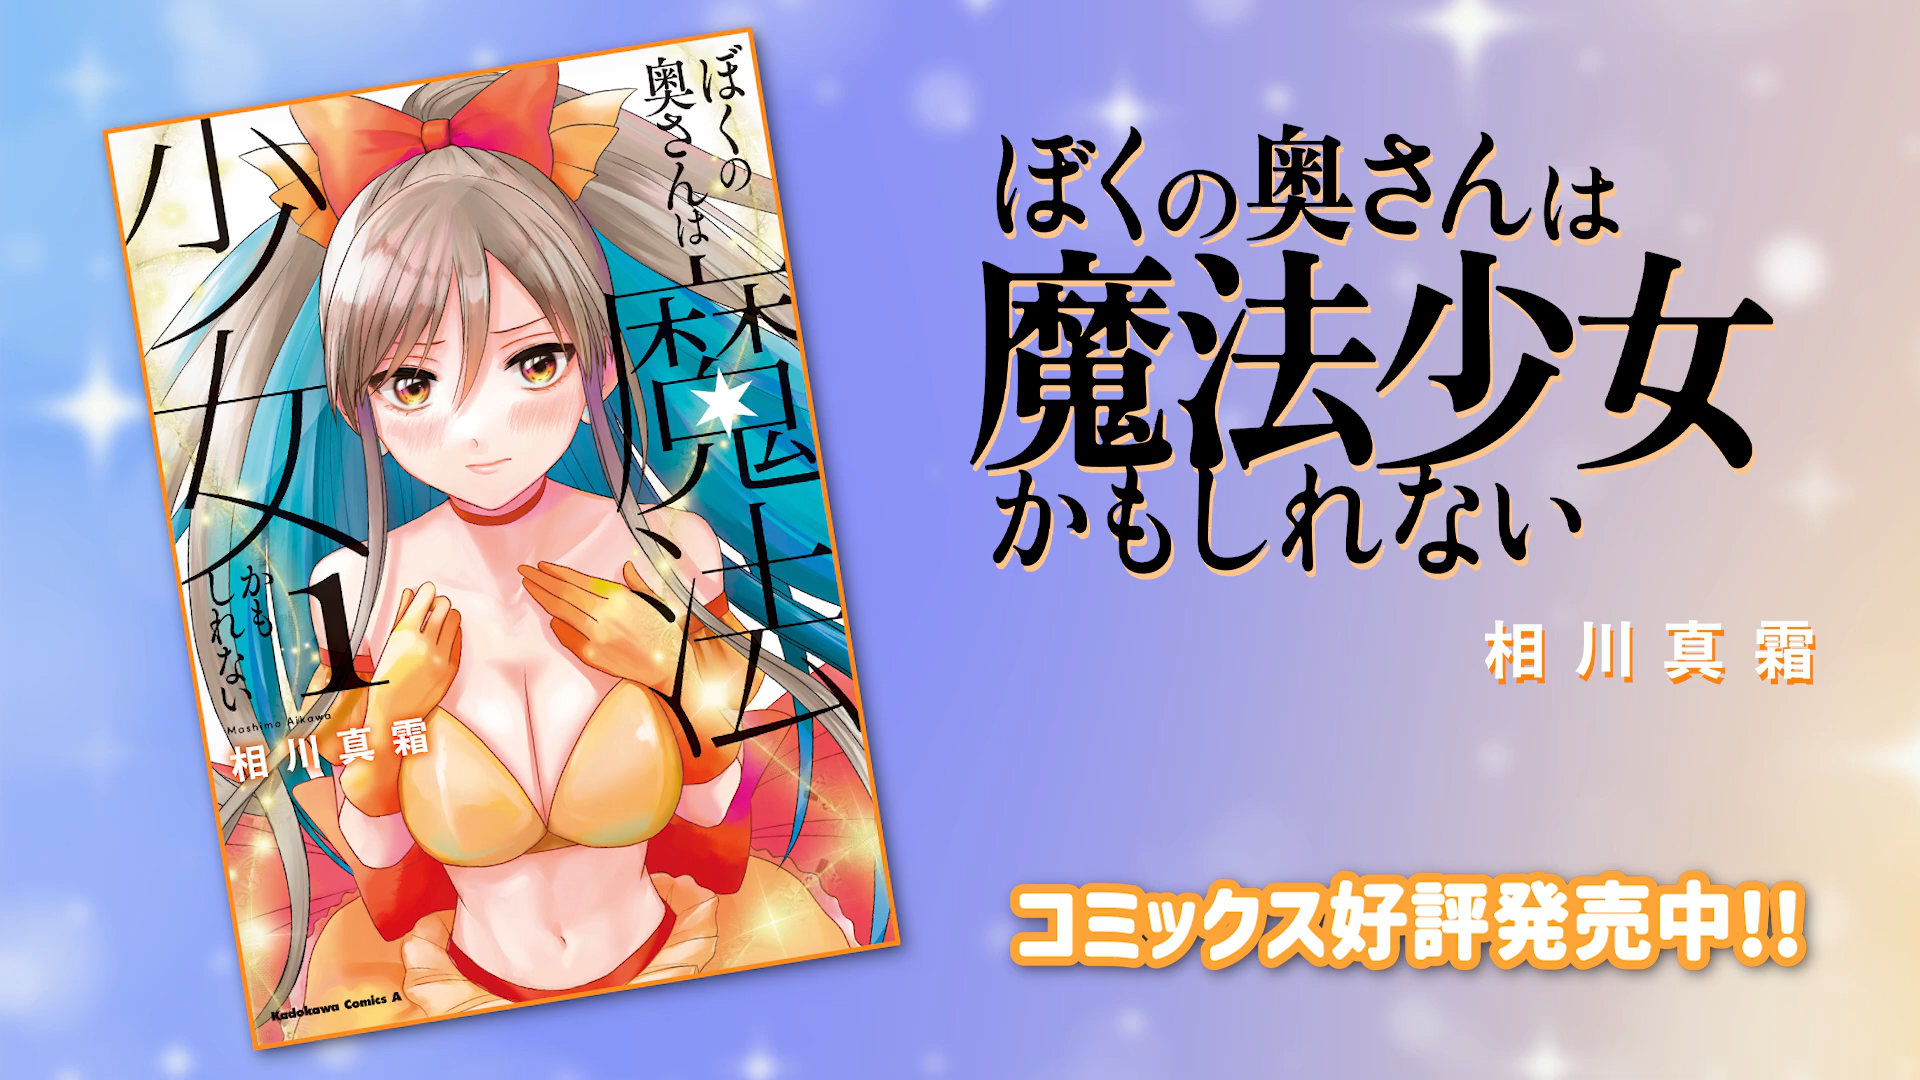 ぼくの
奥さんは
魔法
少女
かも
しれない
1
Mashimo Aikawa
相川真霜
Kadokawa Comics A
ぼくの奥さんは
魔法少女
かもしれない
相川真霜
コミックス好評発売中!!